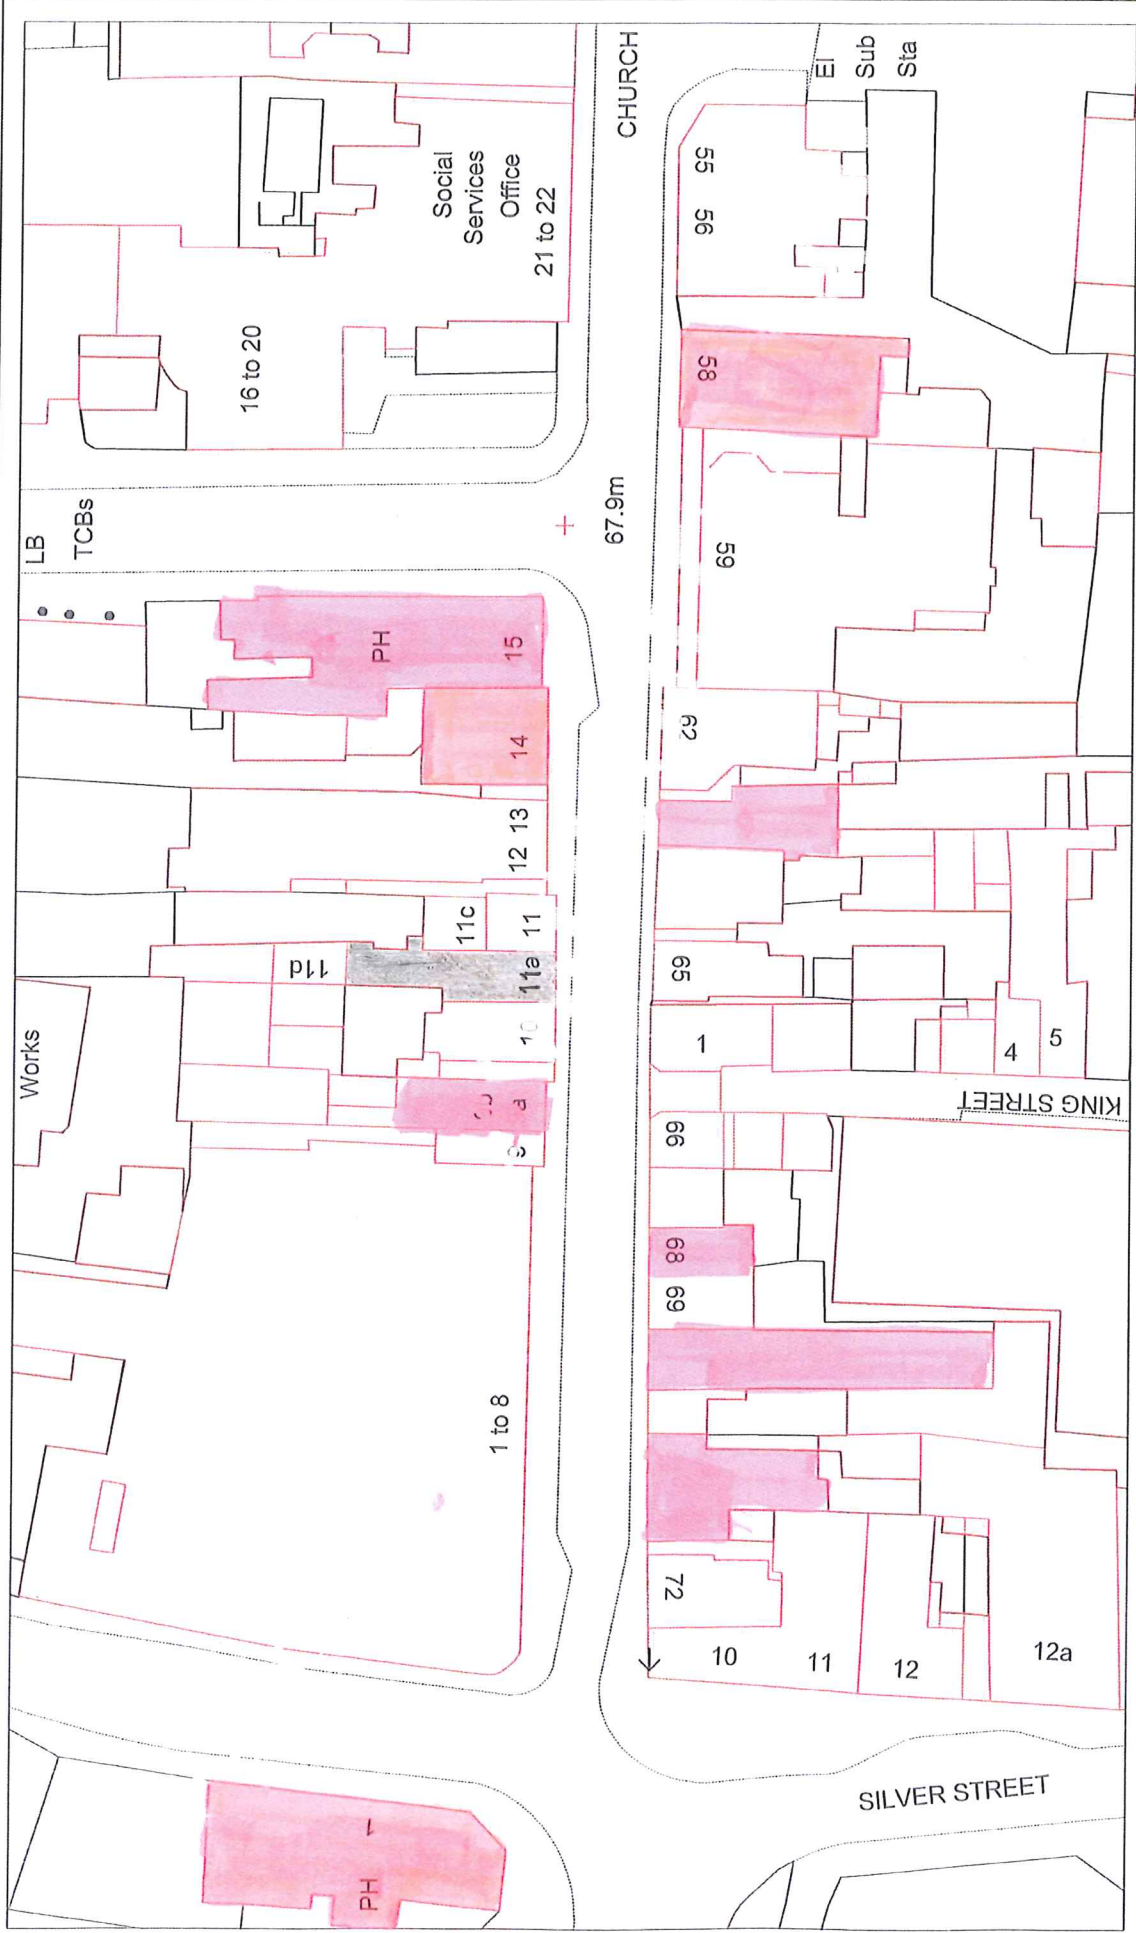 CHURCH
El
Sub
Sta
Social
Services
Office
21 to 22
55
56
16 to 20
58
LB
TCBs
67.9m
59
PH
15
14
62
13
12
11c
11
11d
11a
65
10
Works
1
4
5
KING STREET
a
9
66
68
69
1 to 8
72
10
11
12
12a
SILVER STREET
1
PH